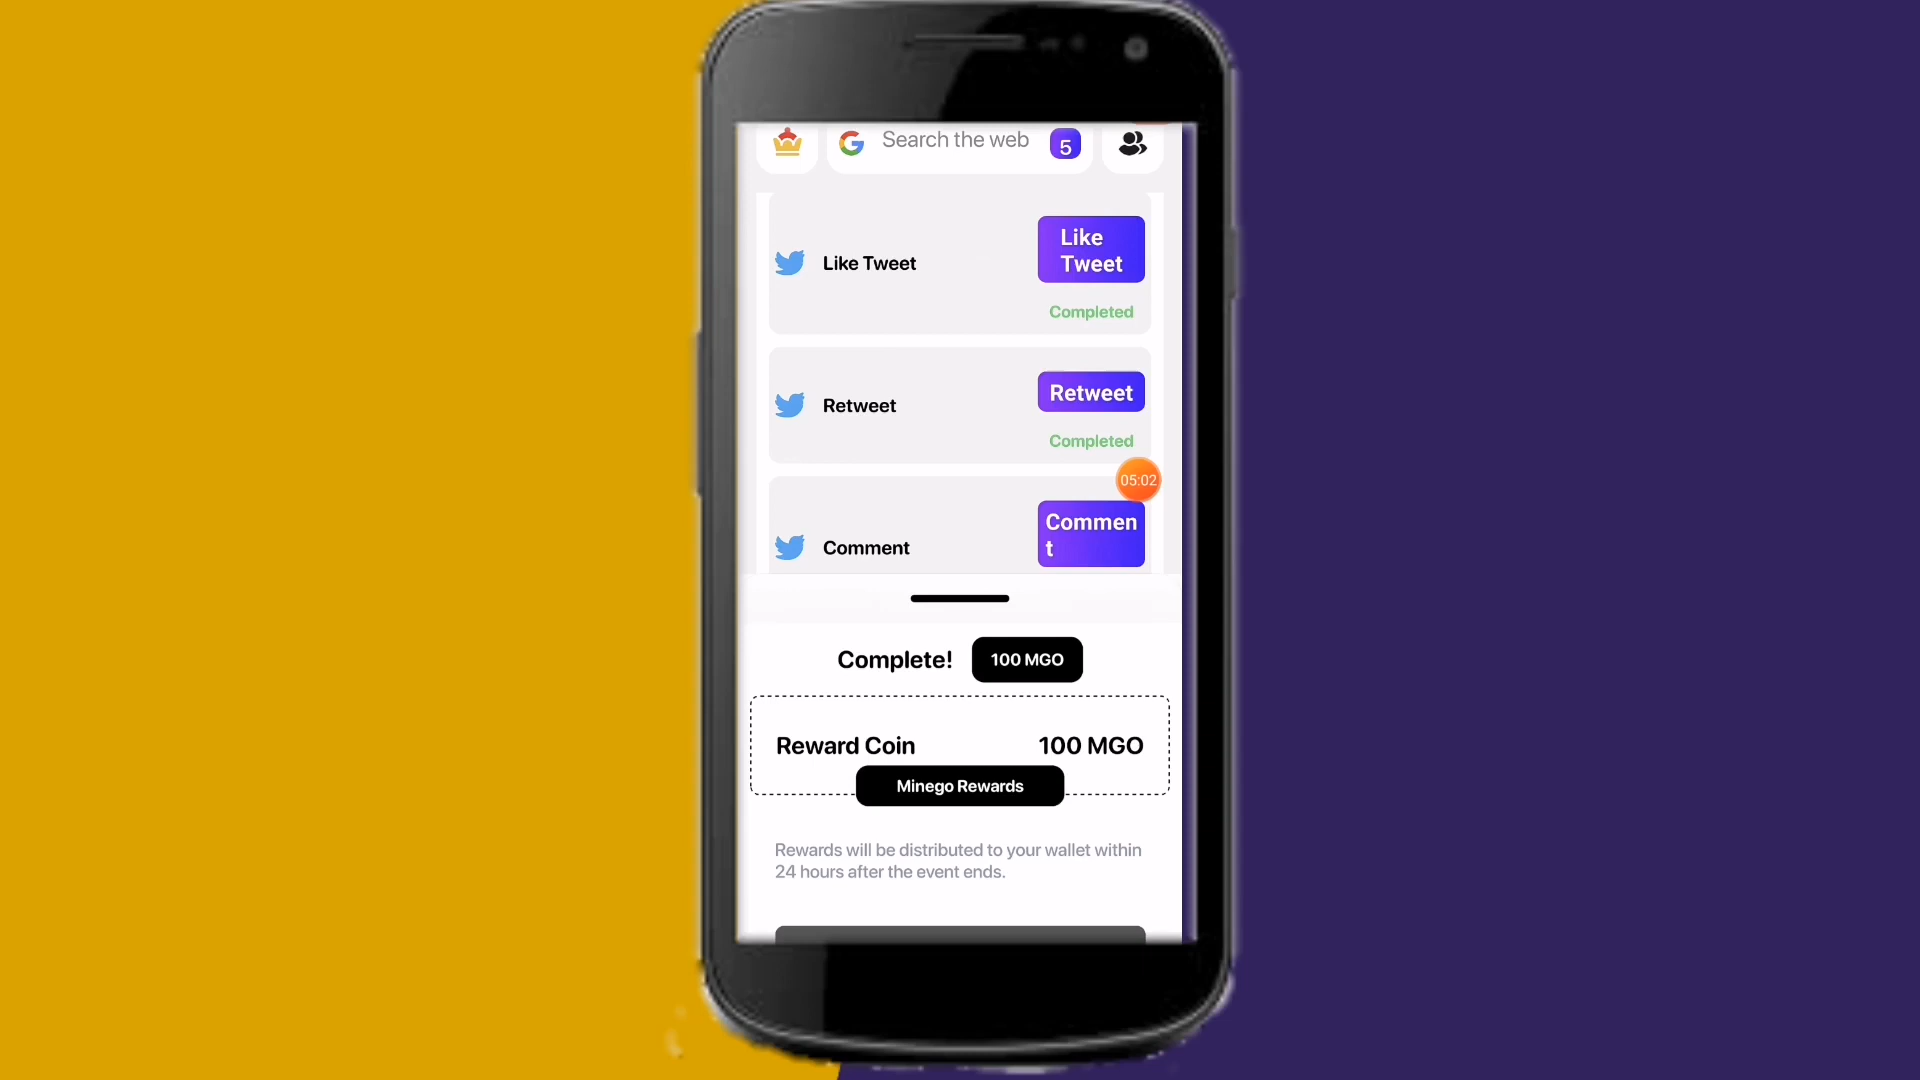 Search the web
5
Like Tweet
Like
Tweet
Completed
Retweet
Retweet
Completed
05:02
Comment
Commen
t
Complete!
100 MGO
Reward Coin
100 MGO
Minego Rewards
Rewards will be distributed to your wallet within
24 hours after the event ends.